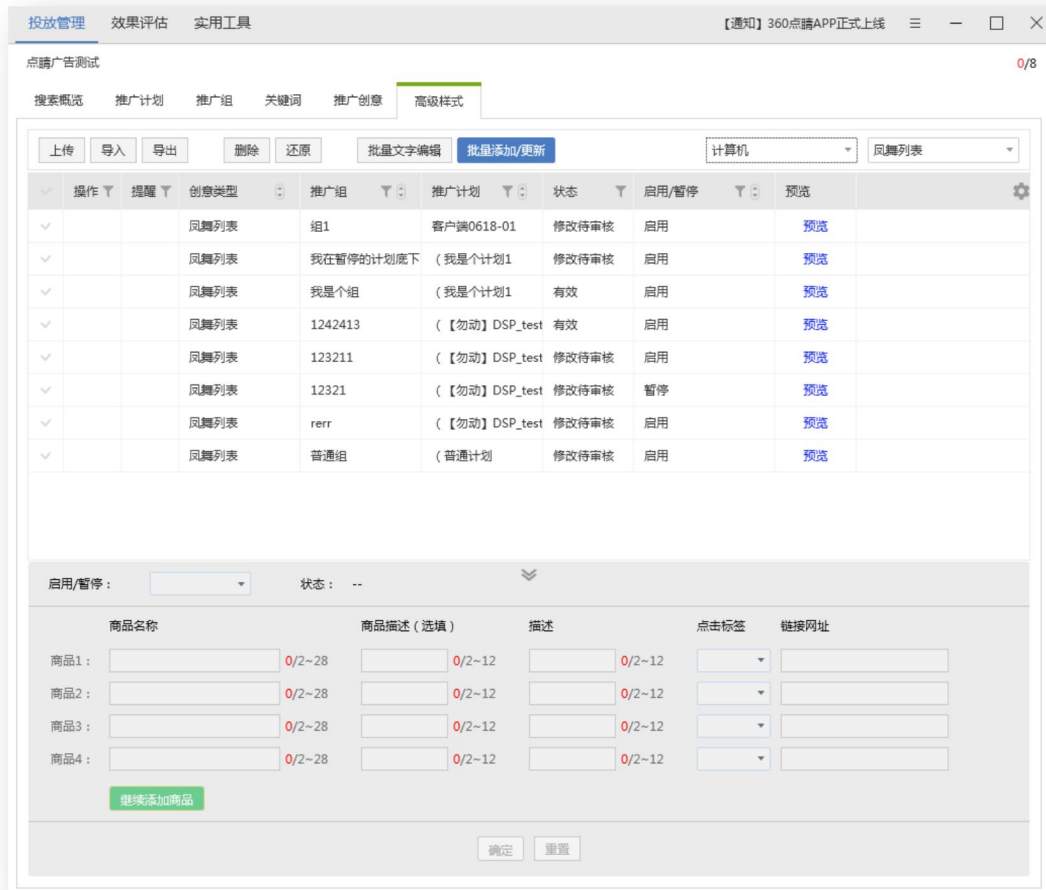 投放管理 效果评估 实用工具 【通知】360点睛APP正式上线
点睛广告测试 0/8
搜索概览 推广计划 推广组 关键词 推广创意 高级样式
上传 导入 导出 删除 还原 批量文字编辑 批量添加/更新 计算机 凤舞列表
操作 提醒 创意类型 推广组 推广计划 状态 启用/暂停 预览
凤舞列表 组1 客户端0618-01 修改待审核 启用 预览
凤舞列表 我在暂停的计划底下 (我是个计划1 修改待审核 启用 预览
凤舞列表 我是个组 (我是个计划1 有效 启用 预览
凤舞列表 1242413 (【勿动】DSP_test 有效 启用 预览
凤舞列表 123211 (【勿动】DSP_test 修改待审核 启用 预览
凤舞列表 12321 (【勿动】DSP_test 修改待审核 暂停 预览
凤舞列表 rerr (【勿动】DSP_test 修改待审核 启用 预览
凤舞列表 普通组 (普通计划 修改待审核 启用 预览
启用/暂停： 状态： --
商品名称 商品描述（选填） 描述 点击标签 链接网址
商品1： 0/2~28 0/2~12 0/2~12
商品2： 0/2~28 0/2~12 0/2~12
商品3： 0/2~28 0/2~12 0/2~12
商品4： 0/2~28 0/2~12 0/2~12
继续添加商品
确定 重置